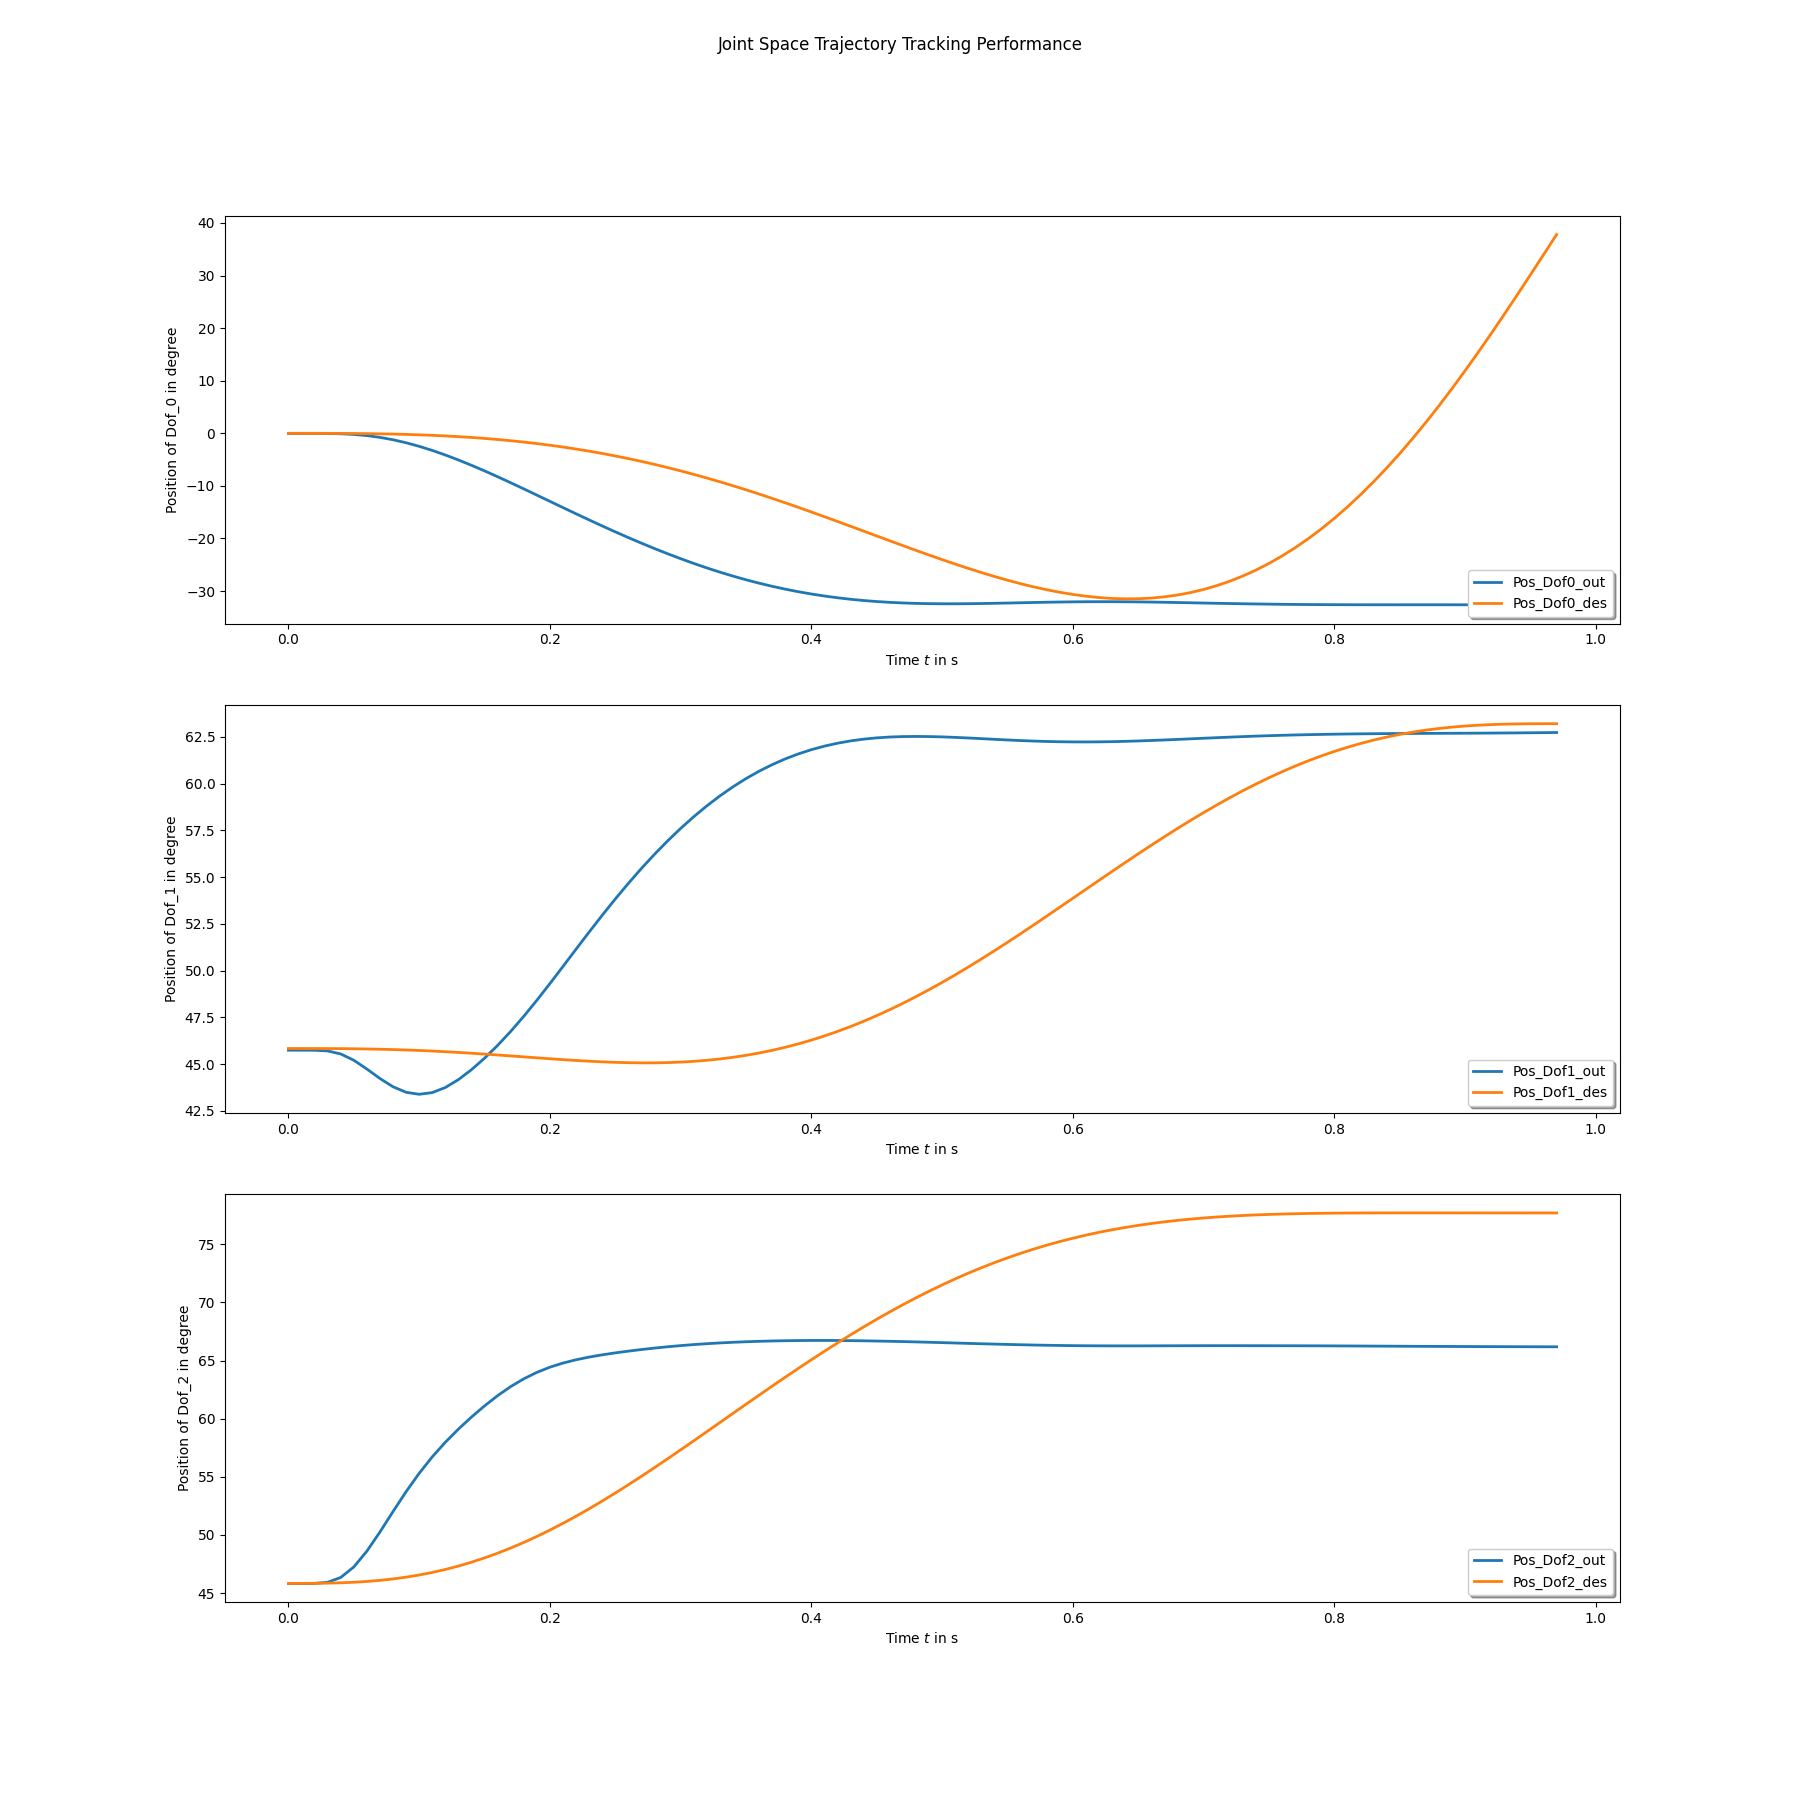 Joint Space Trajectory Tracking Performance
40
30
20
10
0
−10
−20
−30
Position of Dof_0 in degree
Pos_Dof0_out
Pos_Dof0_des
0.0 0.2 0.4 0.6 0.8 1.0
Time t in s
62.5
60.0
57.5
55.0
52.5
50.0
47.5
45.0
42.5
Position of Dof_1 in degree
Pos_Dof1_out
Pos_Dof1_des
0.0 0.2 0.4 0.6 0.8 1.0
Time t in s
75
70
65
60
55
50
45
Position of Dof_2 in degree
Pos_Dof2_out
Pos_Dof2_des
0.0 0.2 0.4 0.6 0.8 1.0
Time t in s